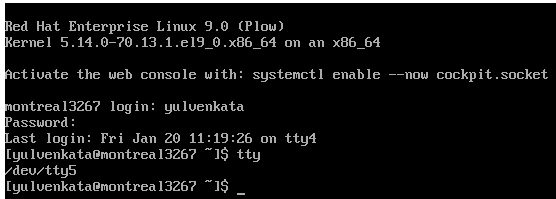 Red Hat Enterprise Linux 9.0 (Plow)
Kernel 5.14.0-70.13.1.el9_0.x86_64 on an x86_64
Activate the web console with: systemctl enable --now cockpit.socket
montreal3267 login: yulvenkata
Password:
Last login: Fri Jan 20 11:19:26 on tty4
[yulvenkata@montreal3267 ~]$ tty
/dev/tty5
[yulvenkata@montreal3267 ~]$ _